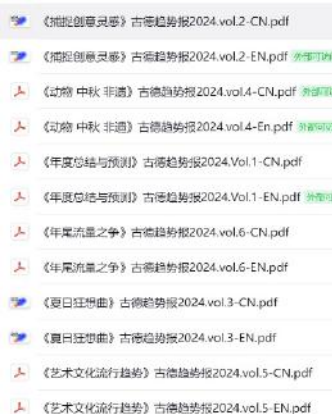 《捕捉创意灵感》古德趋势报2024.vol.2-CN.pdf
《捕捉创意灵感》古德趋势报2024.vol.2-EN.pdf 外部可
《动物 中秋 非遗》古德趋势报2024.vol.4-CN.pdf 外部可
《动物 中秋 非遗》古德趋势报2024.vol.4-En.pdf 外部可
《年度总结与预测》古德趋势报2024.Vol.1-CN.pdf
《年度总结与预测》古德趋势报2024.Vol.1-EN.pdf 外部可
《年尾流量之争》古德趋势报2024.vol.6-CN.pdf
《年尾流量之争》古德趋势报2024.vol.6-EN.pdf
《夏日狂想曲》古德趋势报2024.vol.3-CN.pdf
《夏日狂想曲》古德趋势报2024.vol.3-EN.pdf
《艺术文化流行趋势》古德趋势报2024.vol.5-CN.pdf
《艺术文化流行趋势》古德趋势报2024.vol.5-EN.pdf